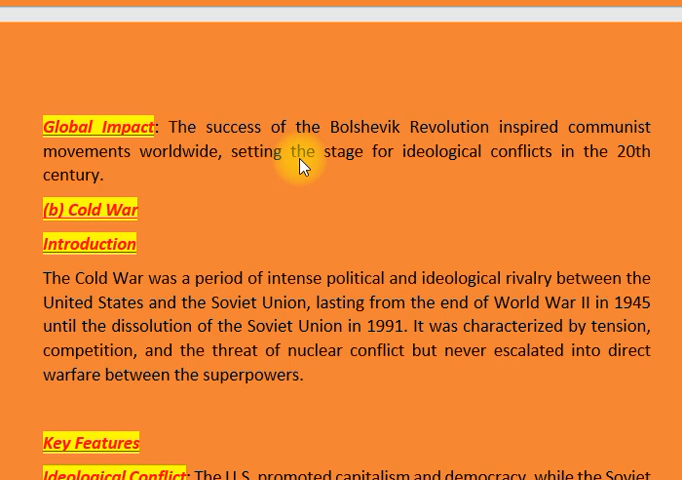 Global Impact: The success of the Bolshevik Revolution inspired communist
movements worldwide, setting the stage for ideological conflicts in the 20th
century.
(b) Cold War
Introduction
The Cold War was a period of intense political and ideological rivalry between the
United States and the Soviet Union, lasting from the end of World War II in 1945
until the dissolution of the Soviet Union in 1991. It was characterized by tension,
competition, and the threat of nuclear conflict but never escalated into direct
warfare between the superpowers.
Key Features
Ideological Conflict: The U.S. promoted capitalism and democracy, while the Soviet